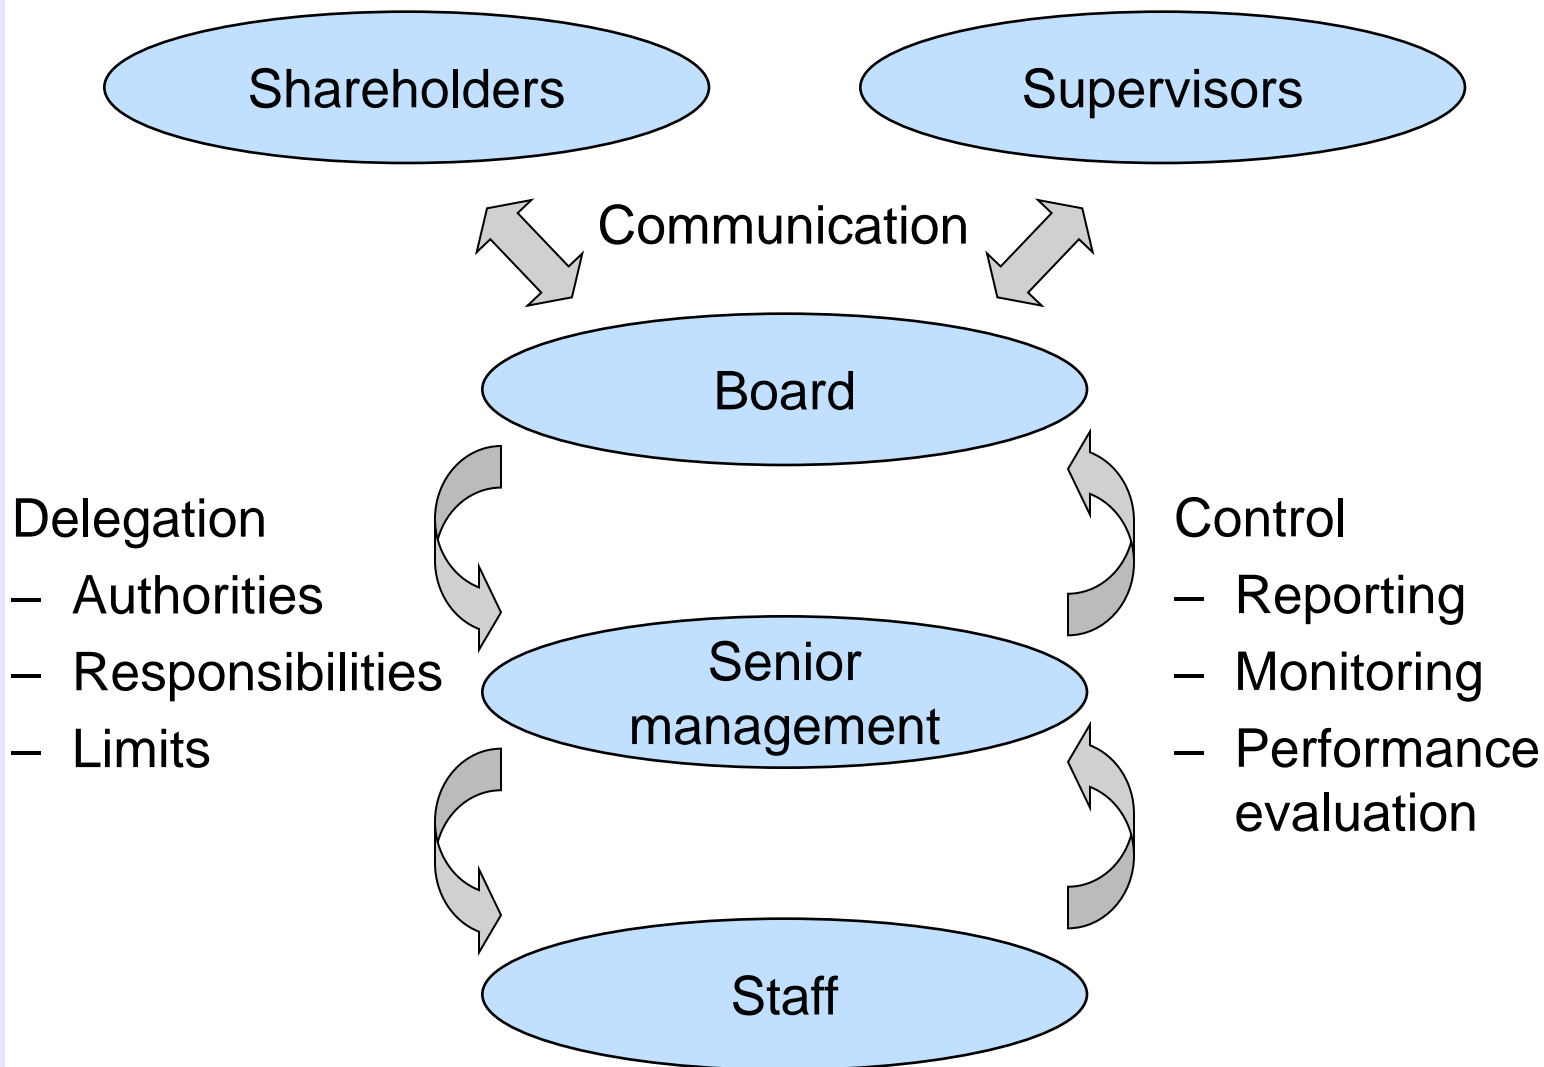 Shareholders
Supervisors
Communication
Board
Delegation
– Authorities
– Responsibilities
– Limits
Control
– Reporting
– Monitoring
– Performance
evaluation
Senior
management
Staff